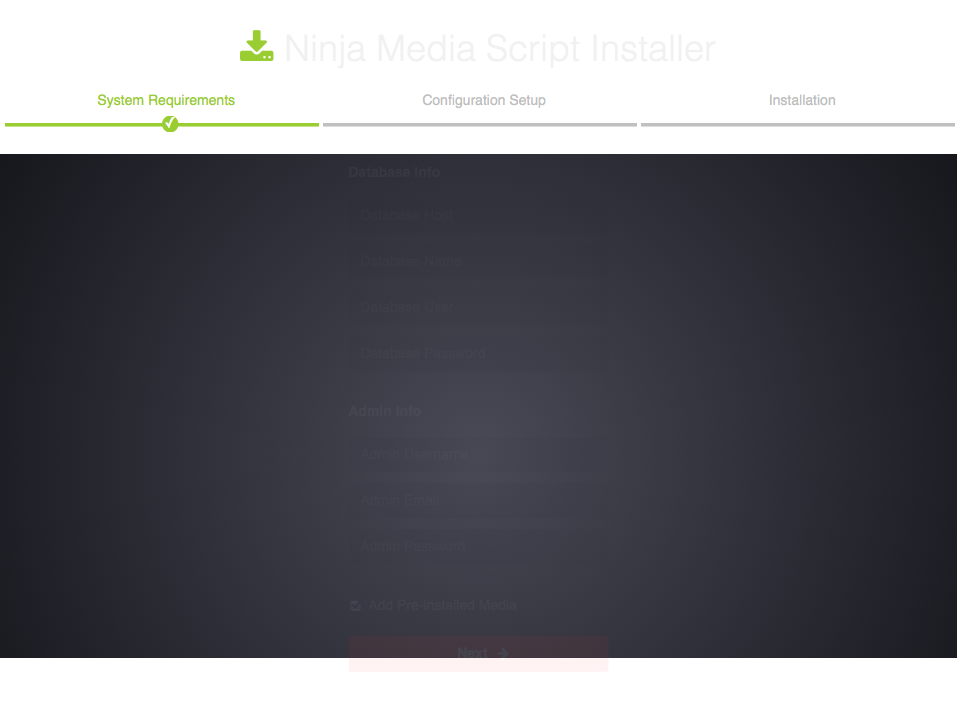 Ninja Media Script Installer
System Requirements
Configuration Setup
Installation
Database Info
Database Host
Database Name
Database User
Database Password
Admin Info
Admin Username
Admin Email
Admin Password
Add Pre-installed Media
Next